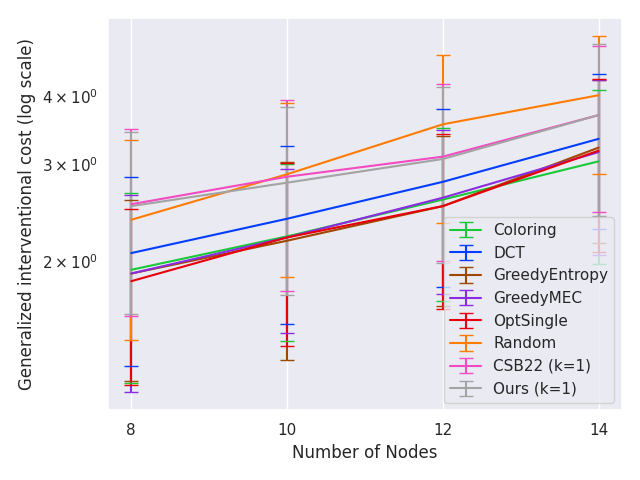 Generalized interventional cost (log scale)
4 × 10⁰
3 × 10⁰
2 × 10⁰
Coloring
DCT
GreedyEntropy
GreedyMEC
OptSingle
Random
CSB22 (k=1)
Ours (k=1)
8
10
12
14
Number of Nodes